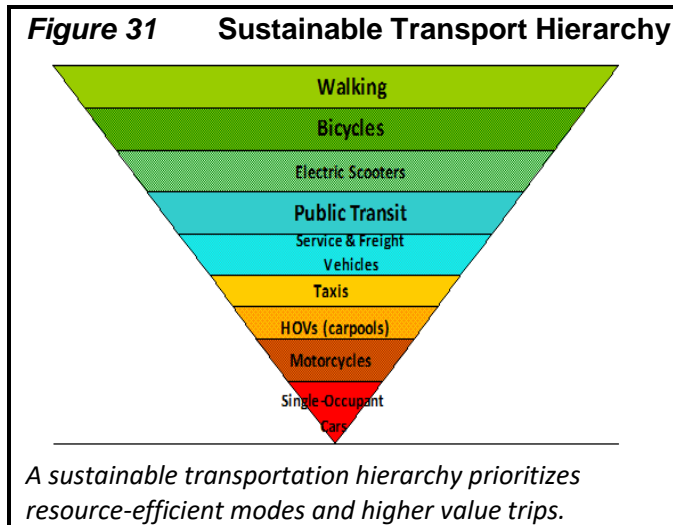 Figure 31 Sustainable Transport Hierarchy
Walking
Bicycles
Electric Scooters
Public Transit
Service & Freight
Vehicles
Taxis
HOVs (carpools)
Motorcycles
Single-Occupant
Cars
A sustainable transportation hierarchy prioritizes
resource-efficient modes and higher value trips.